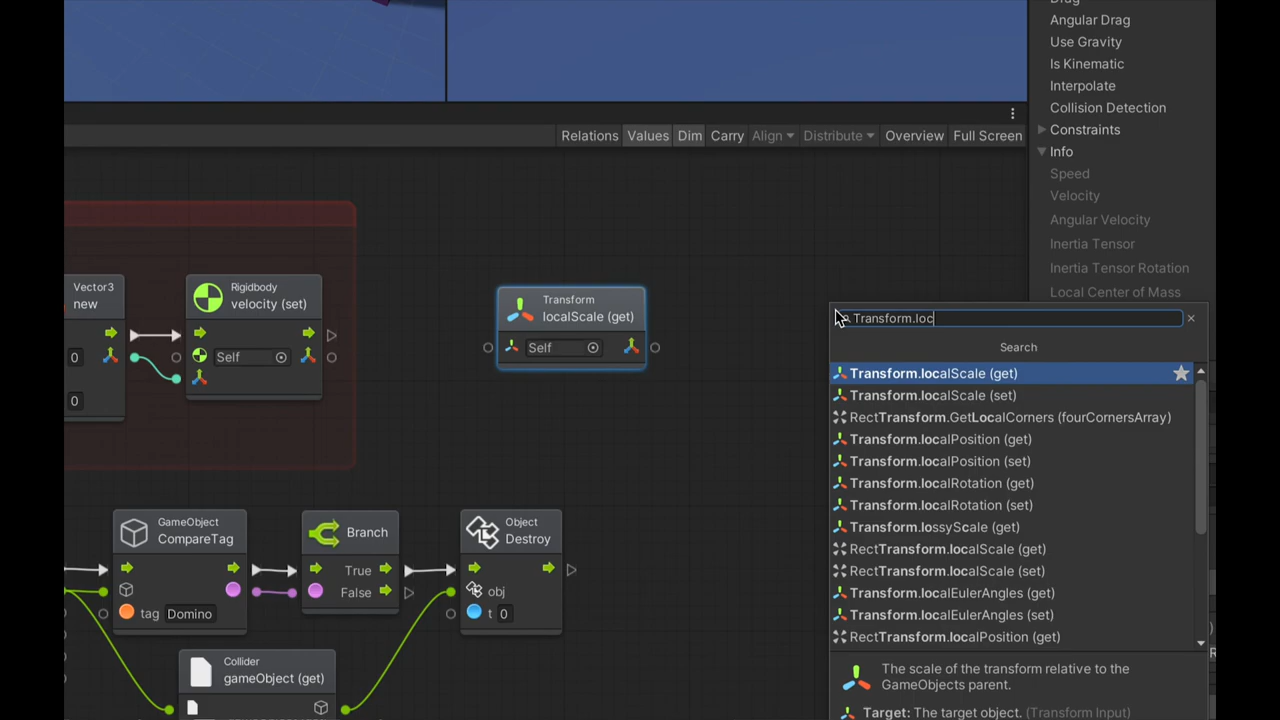 Drag
Angular Drag
Use Gravity
Is Kinematic
Interpolate
Collision Detection
Constraints
Info
Speed
Velocity
Angular Velocity
Inertia Tensor
Inertia Tensor Rotation
Local Center of Mass
Relations Values Dim Carry Align Distribute Overview Full Screen
Vector3
new
0
0
Rigidbody
velocity (set)
Self
Transform
localScale (get)
Self
Transform.loc
Search
Transform.localScale (get)
Transform.localScale (set)
RectTransform.GetLocalCorners (fourCornersArray)
Transform.localPosition (get)
Transform.localPosition (set)
Transform.localRotation (get)
Transform.localRotation (set)
Transform.lossyScale (get)
RectTransform.localScale (get)
RectTransform.localScale (set)
Transform.localEulerAngles (get)
Transform.localEulerAngles (set)
RectTransform.localPosition (get)
The scale of the transform relative to the
GameObjects parent.
Target: The target object. (Transform Input)
GameObject
CompareTag
tag Domino
Branch
True
False
Object
Destroy
obj
t 0
Collider
gameObject (get)